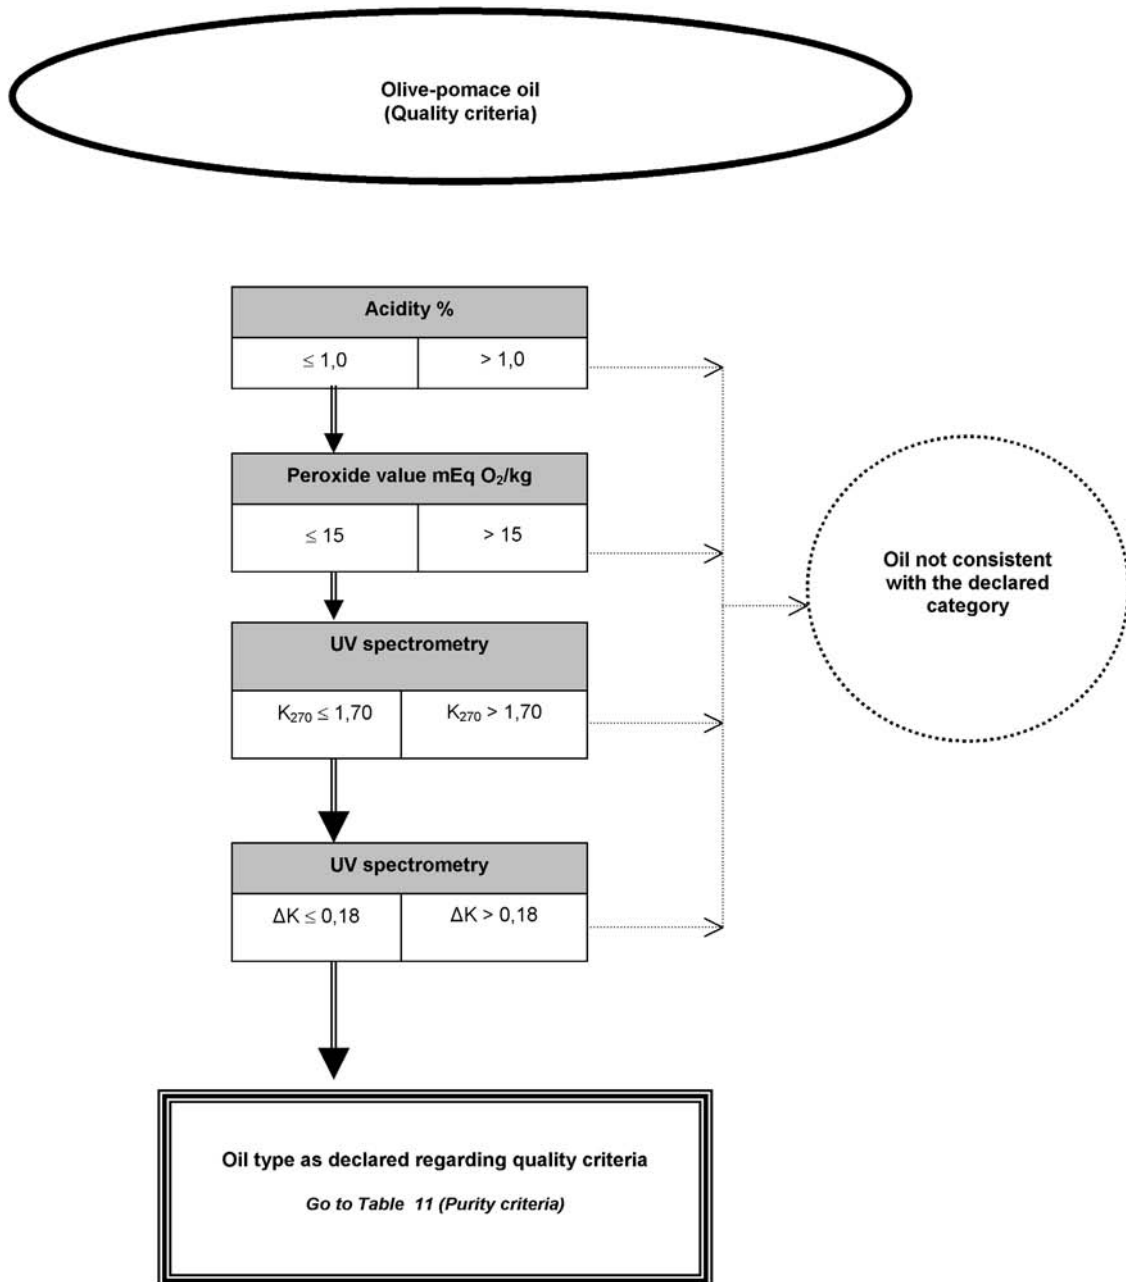 Olive-pomace oil
(Quality criteria)
Acidity %
≤ 1,0
> 1,0
Peroxide value mEq O₂/kg
≤ 15
> 15
UV spectrometry
K₂₇₀ ≤ 1,70
K₂₇₀ > 1,70
UV spectrometry
ΔK ≤ 0,18
ΔK > 0,18
Oil not consistent
with the declared
category
Oil type as declared regarding quality criteria
Go to Table 11 (Purity criteria)